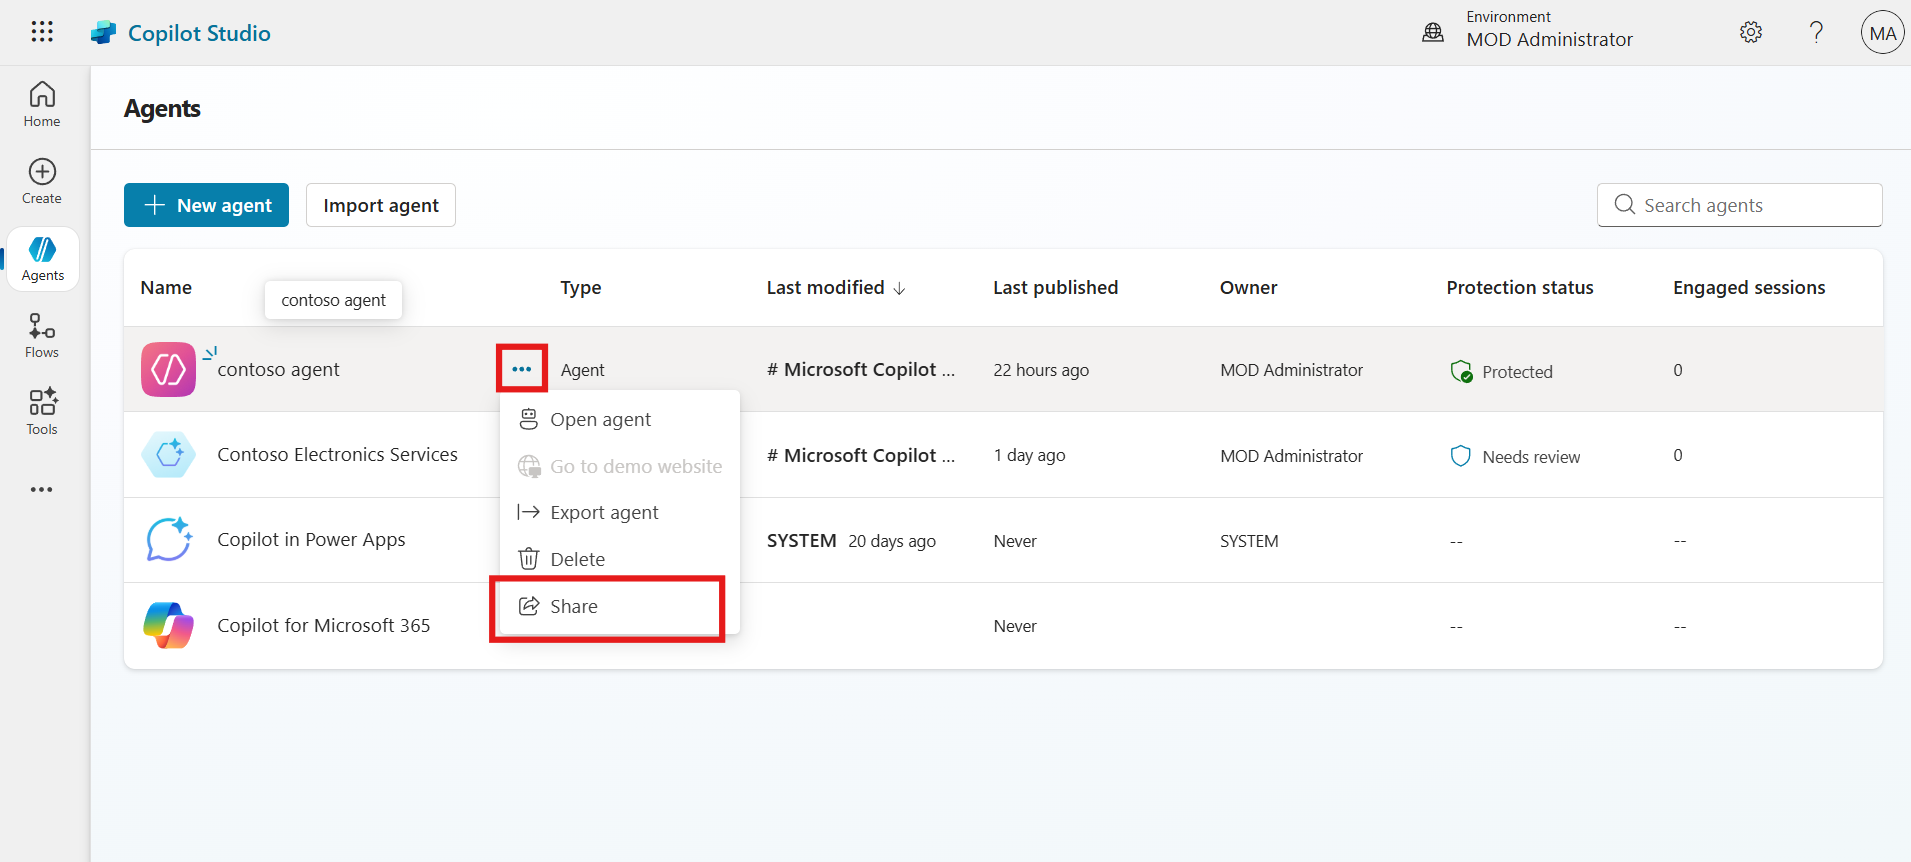 Copilot Studio
Environment
MOD Administrator
?
MA
Home
Create
Agents
Flows
Tools
Agents
New agent
Import agent
Search agents
Name
Type
Last modified ↓
Last published
Owner
Protection status
Engaged sessions
contoso agent
contoso agent
Agent
# Microsoft Copilot ...
22 hours ago
MOD Administrator
Protected
0
Open agent
Go to demo website
Export agent
Delete
Share
Contoso Electronics Services
# Microsoft Copilot ...
1 day ago
MOD Administrator
Needs review
0
Copilot in Power Apps
SYSTEM 20 days ago
Never
SYSTEM
--
--
Copilot for Microsoft 365
Never
--
--